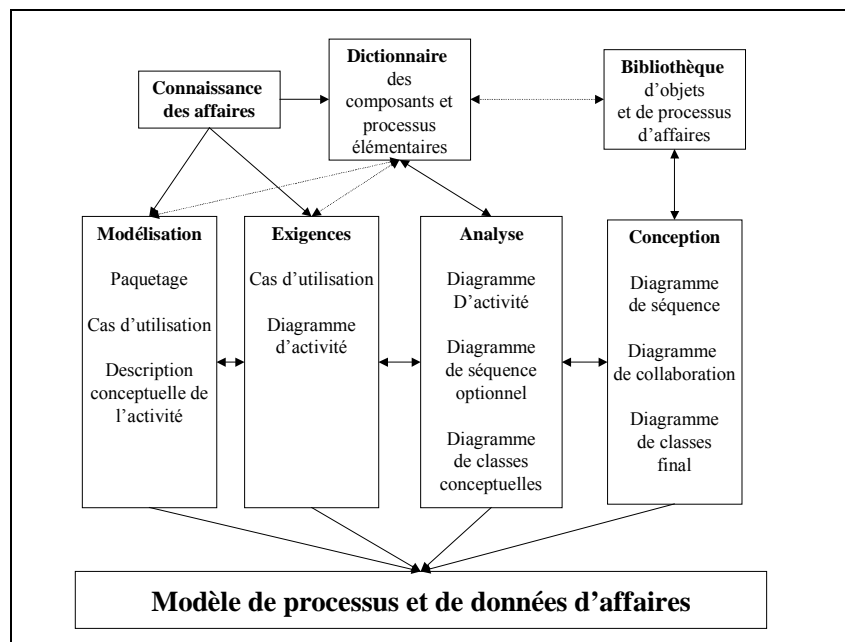 Connaissance
des affaires
Dictionnaire
des
composants et
processus
élémentaires
Bibliothèque
d'objets
et de processus
d'affaires
Modélisation
Paquetage
Cas d'utilisation
Description
conceptuelle de
l'activité
Exigences
Cas d'utilisation
Diagramme
d'activité
Analyse
Diagramme
D'activité
Diagramme
de séquence
optionnel
Diagramme
de classes
conceptuelles
Conception
Diagramme
de séquence
Diagramme
de collaboration
Diagramme
de classes
final
Modèle de processus et de données d'affaires